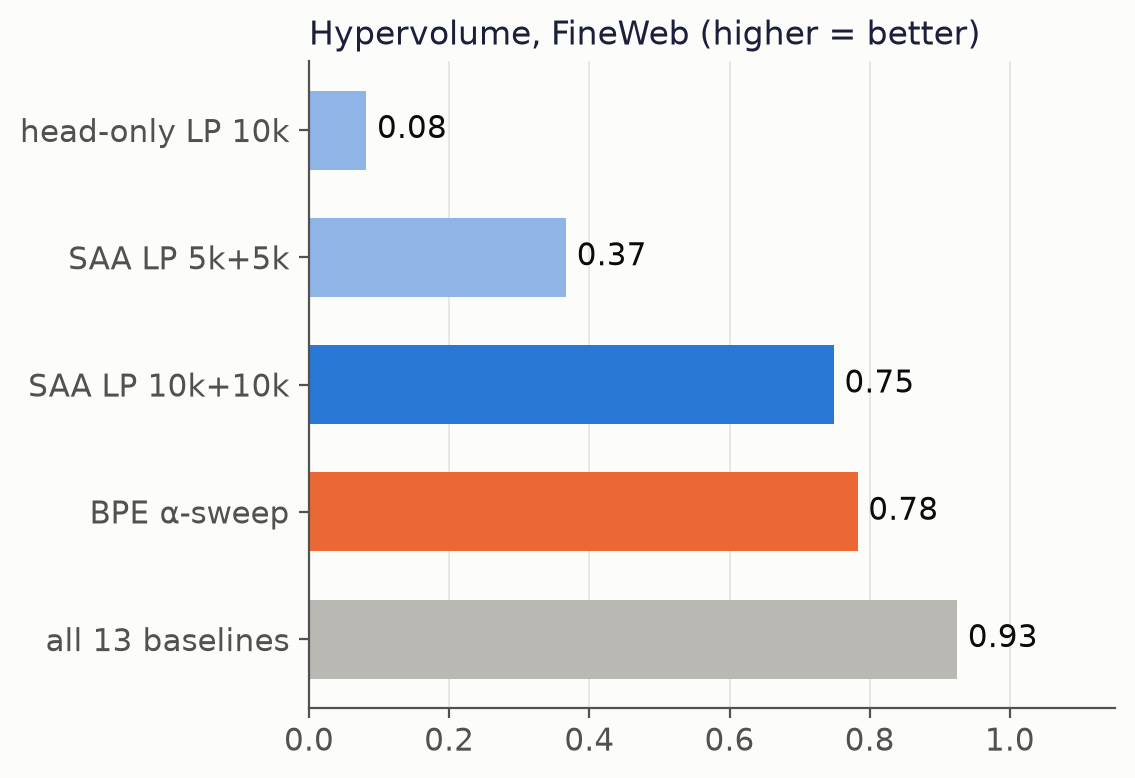 Hypervolume, FineWeb (higher = better)
head-only LP 10k 0.08
SAA LP 5k+5k 0.37
SAA LP 10k+10k 0.75
BPE α-sweep 0.78
all 13 baselines 0.93
0.0 0.2 0.4 0.6 0.8 1.0